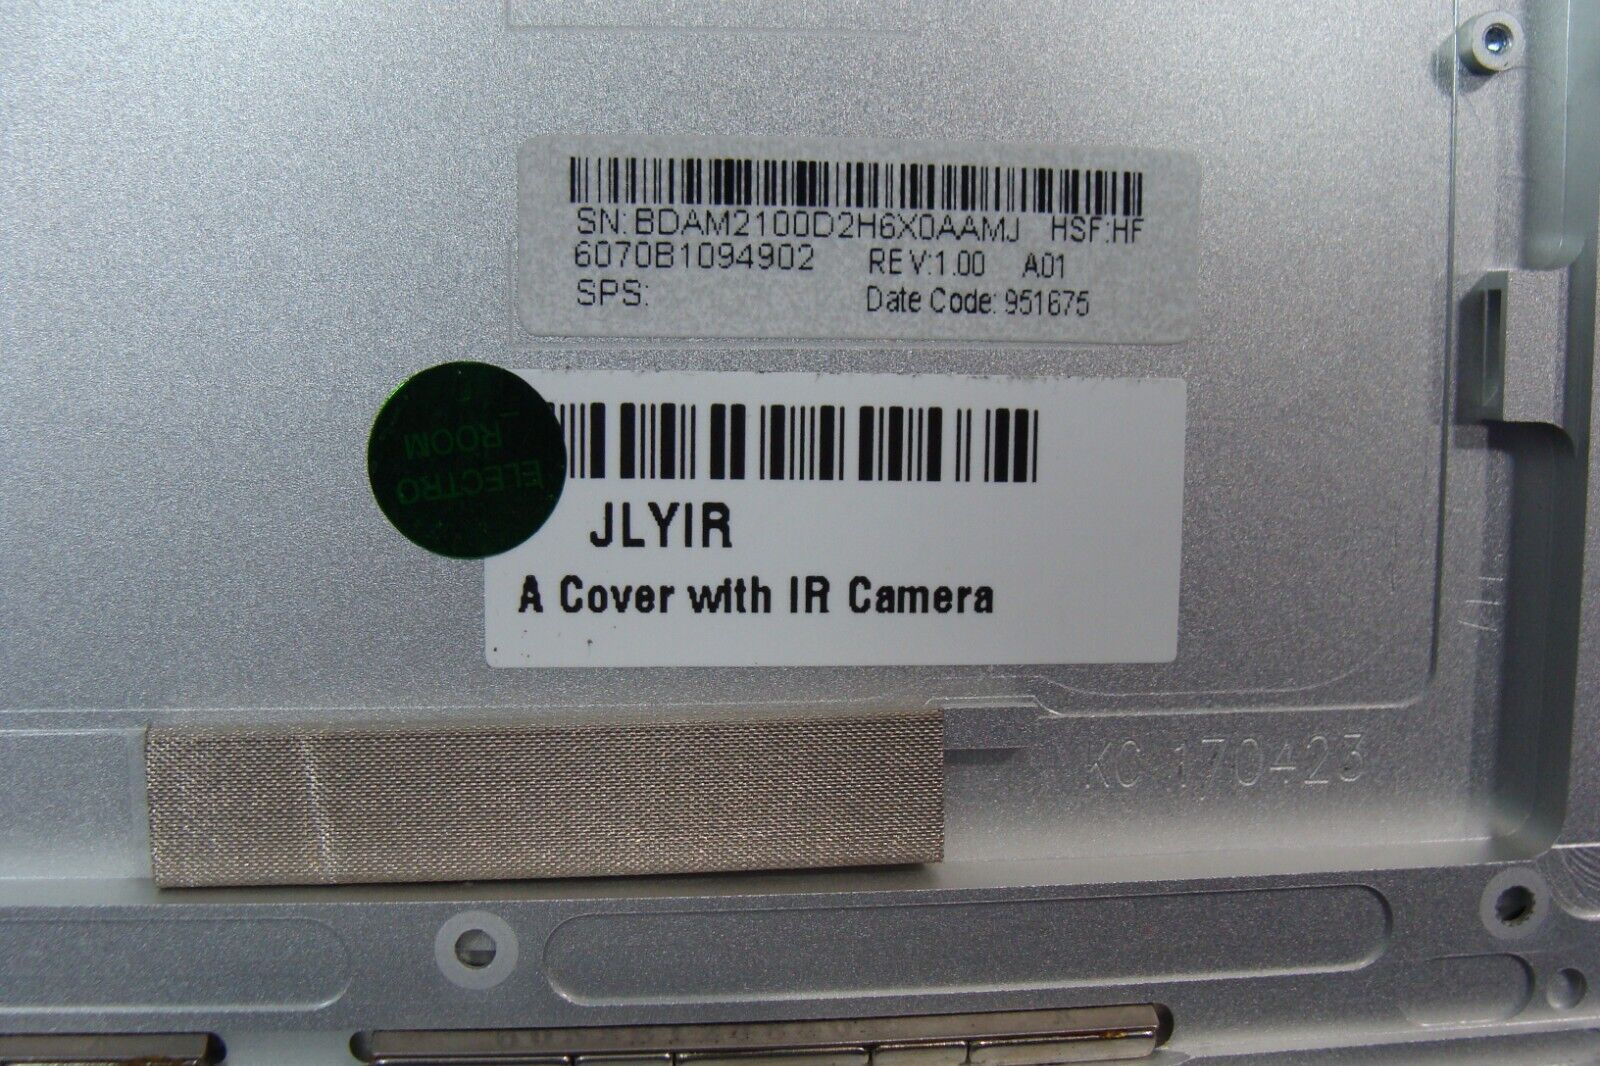 SN: BDAM2100D2H6X0AAMJ HSF:HF
6070B1094902 REV:1.00 A01
SPS: Date Code: 951675
ELECTRO
ROOM
JLYIR
A Cover with IR Camera
KC 170423